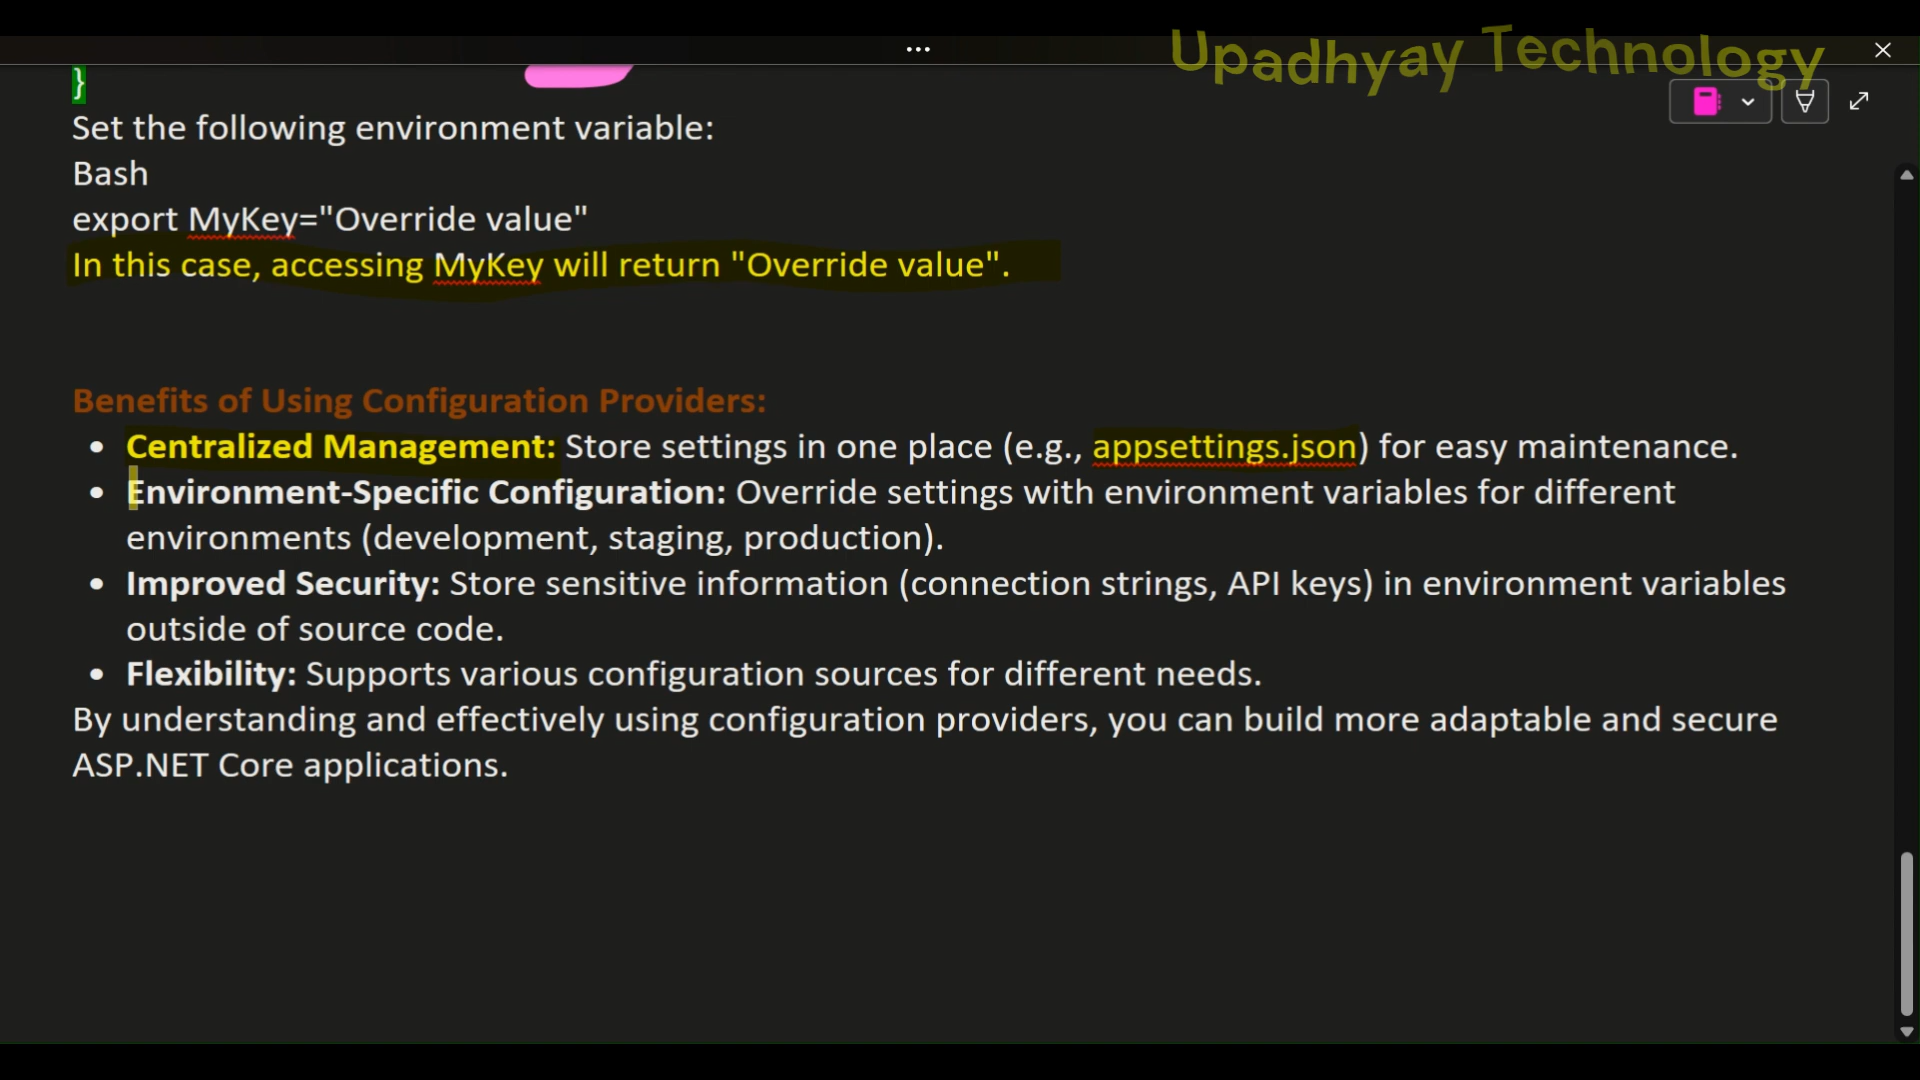 Upadhyay Technology
}
Set the following environment variable:
Bash
export MyKey="Override value"
In this case, accessing MyKey will return "Override value".
Benefits of Using Configuration Providers:
• Centralized Management: Store settings in one place (e.g., appsettings.json) for easy maintenance.
• Environment-Specific Configuration: Override settings with environment variables for different
environments (development, staging, production).
• Improved Security: Store sensitive information (connection strings, API keys) in environment variables
outside of source code.
• Flexibility: Supports various configuration sources for different needs.
By understanding and effectively using configuration providers, you can build more adaptable and secure
ASP.NET Core applications.